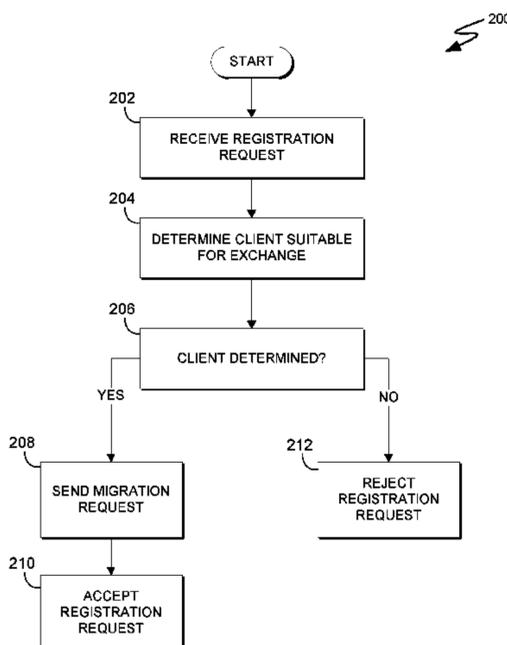 200
START
202
RECEIVE REGISTRATION
REQUEST
204
DETERMINE CLIENT SUITABLE
FOR EXCHANGE
206
CLIENT DETERMINED?
YES
NO
208
SEND MIGRATION
REQUEST
212
REJECT
REGISTRATION
REQUEST
210
ACCEPT
REGISTRATION
REQUEST